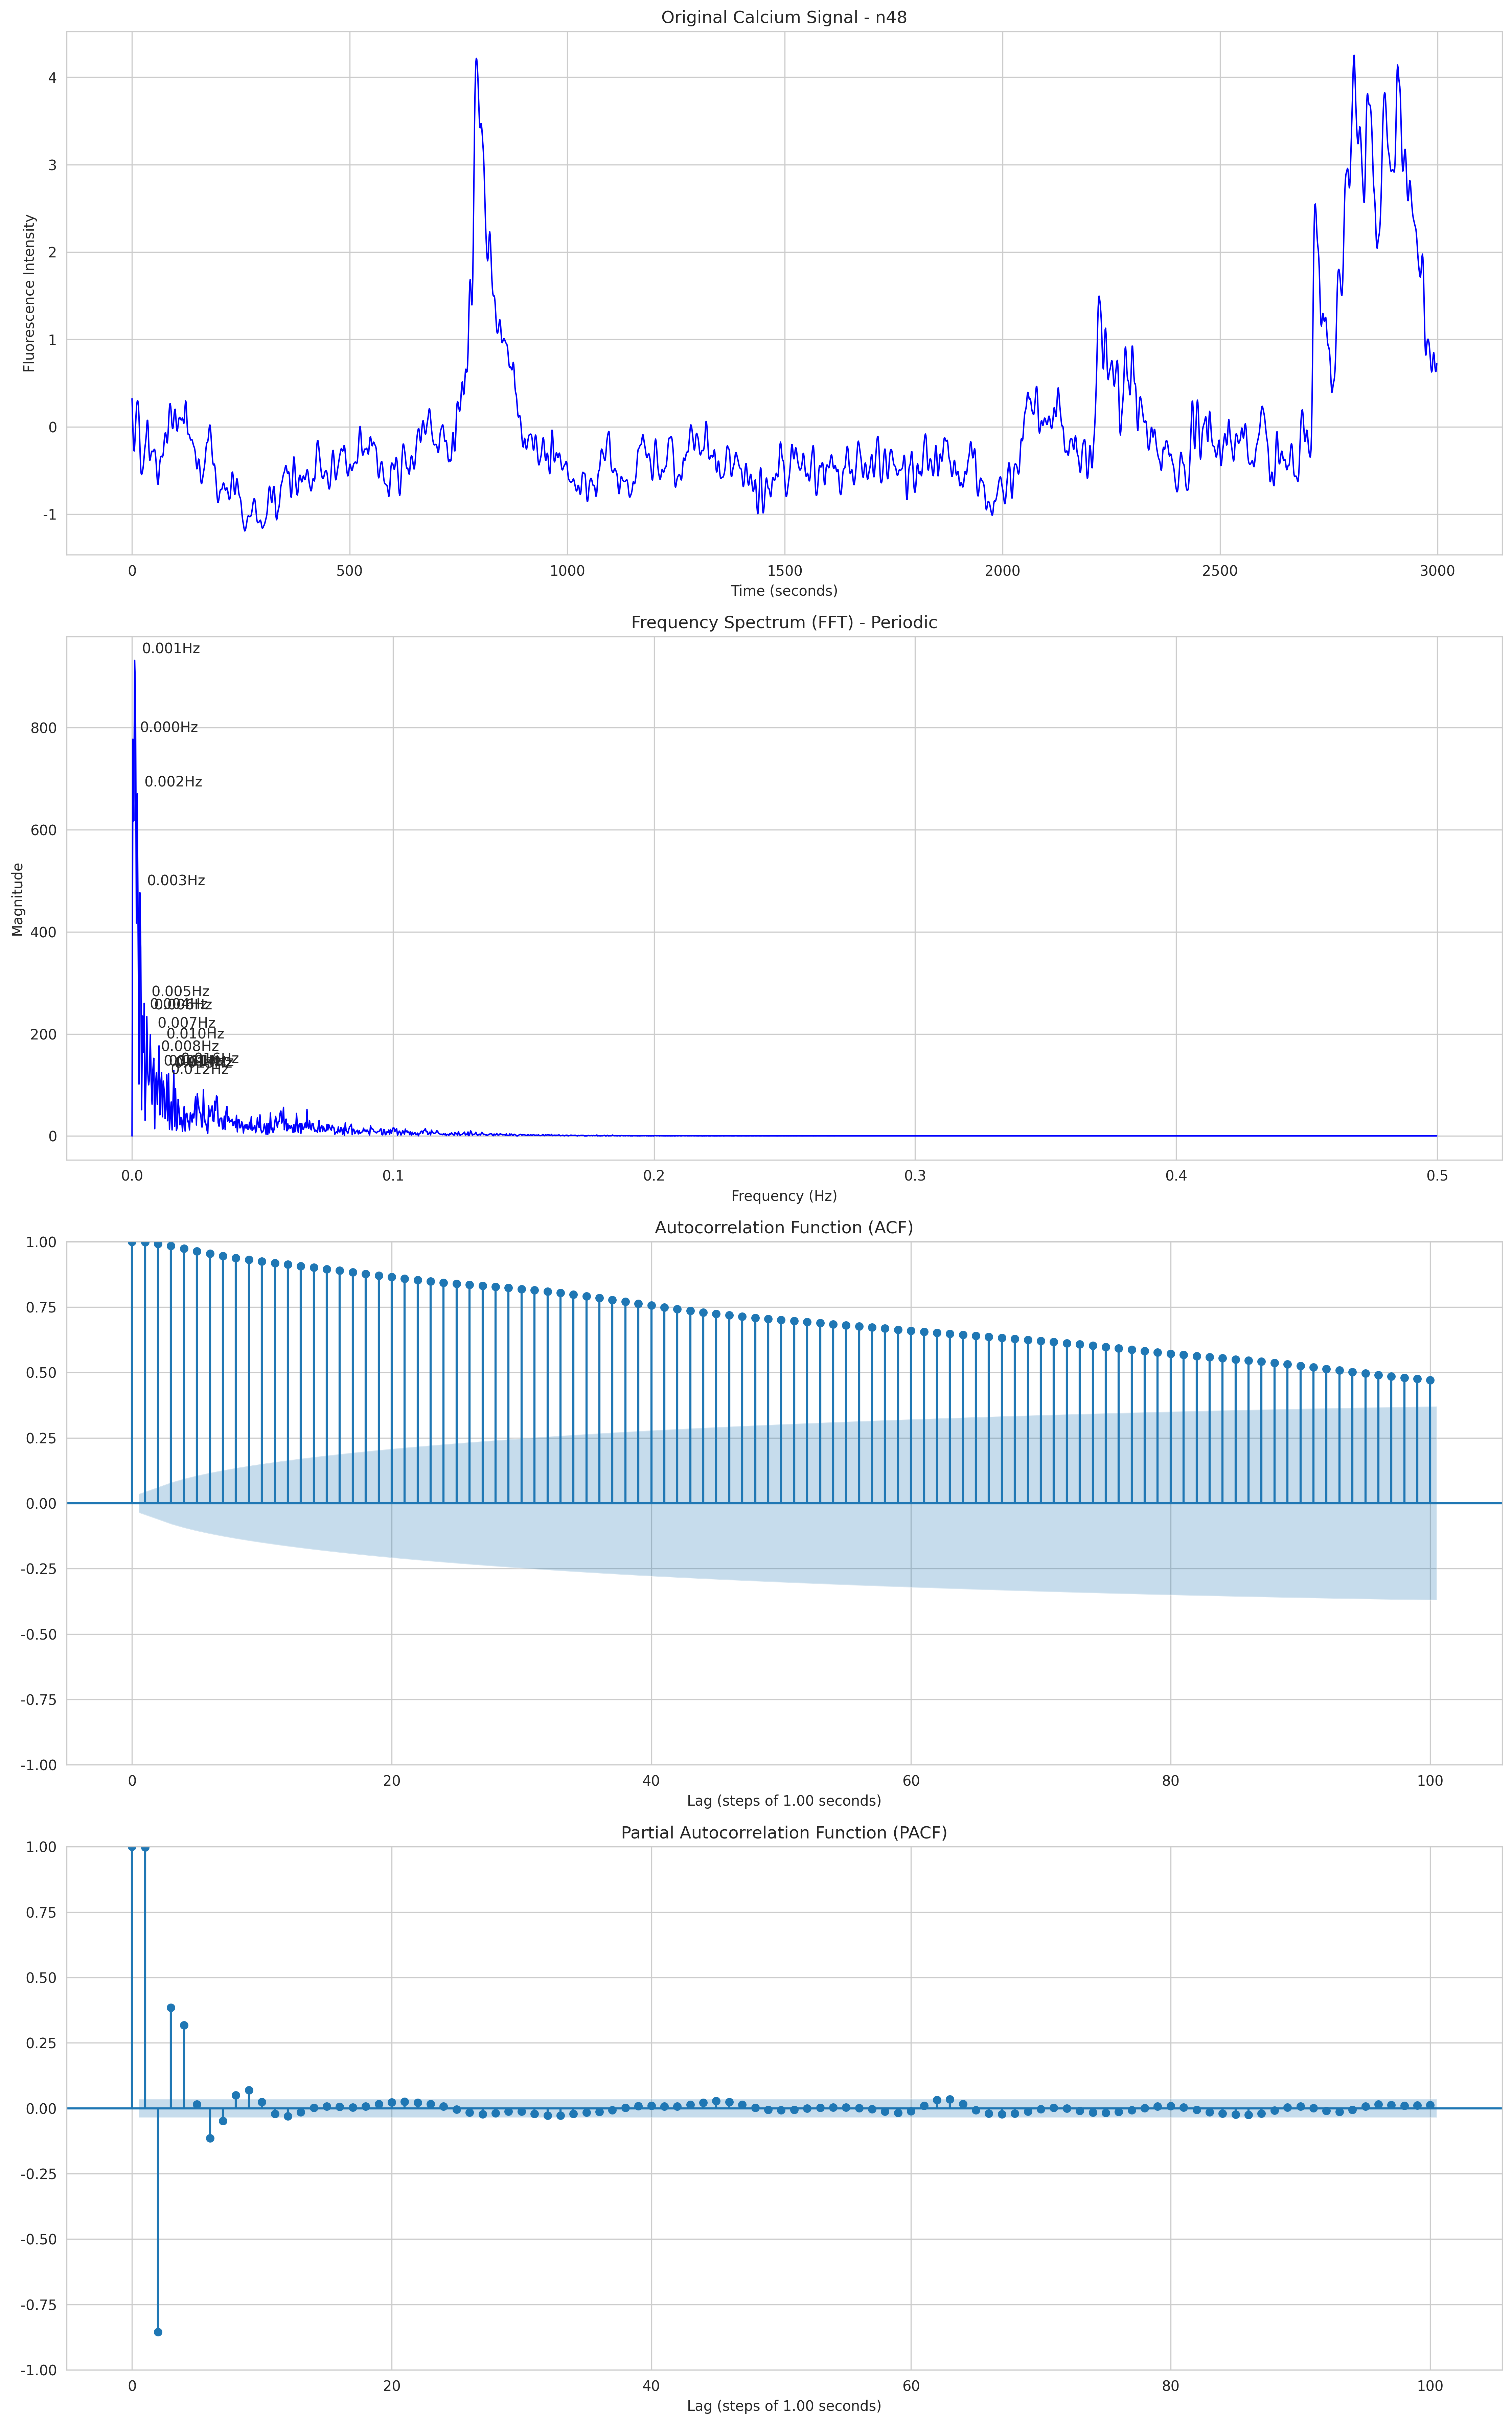 Original Calcium Signal - n48
Fluorescence Intensity
4
3
2
1
0
-1
0 500 1000 1500 2000 2500 3000
Time (seconds)
Frequency Spectrum (FFT) - Periodic
Magnitude
0.001Hz
0.000Hz
800
0.002Hz
600
0.003Hz
400
0.005Hz
0.007Hz
200
0.010Hz
0.008Hz
0.012Hz
0
0.0 0.1 0.2 0.3 0.4 0.5
Frequency (Hz)
Autocorrelation Function (ACF)
1.00
0.75
0.50
0.25
0.00
-0.25
-0.50
-0.75
-1.00
0 20 40 60 80 100
Lag (steps of 1.00 seconds)
Partial Autocorrelation Function (PACF)
1.00
0.75
0.50
0.25
0.00
-0.25
-0.50
-0.75
-1.00
0 20 40 60 80 100
Lag (steps of 1.00 seconds)